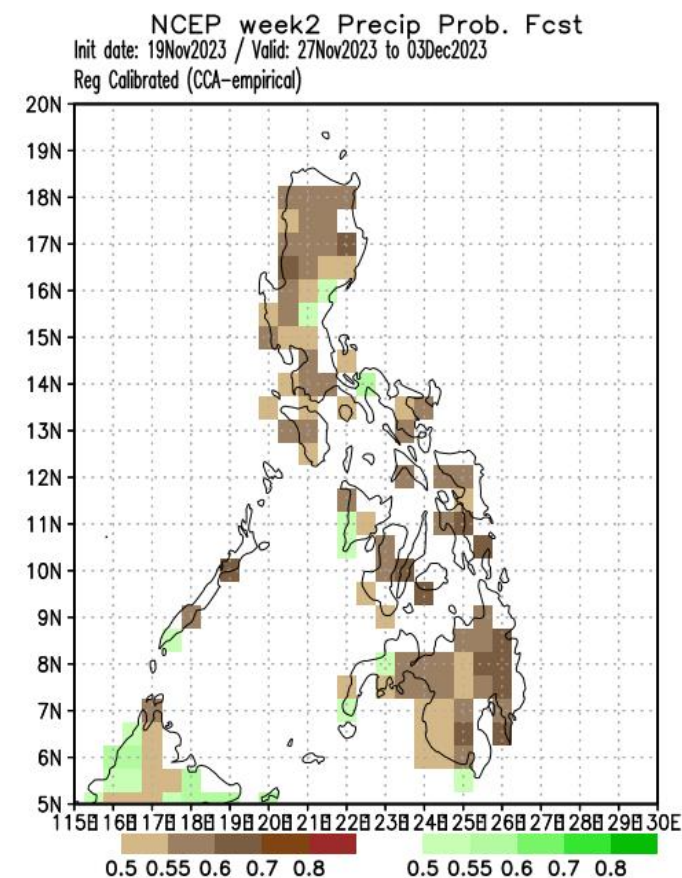 NCEP week2 Precip Prob. Fcst
Init date: 19Nov2023 / Valid: 27Nov2023 to 03Dec2023
Reg Calibrated (CCA-empirical)
20N
19N
18N
17N
16N
15N
14N
13N
12N
11N
10N
9N
8N
7N
6N
5N
115E 116E 117E 118E 119E 120E 121E 122E 123E 124E 125E 126E 127E 128E 129E 130E
0.5 0.55 0.6 0.7 0.8 0.5 0.55 0.6 0.7 0.8